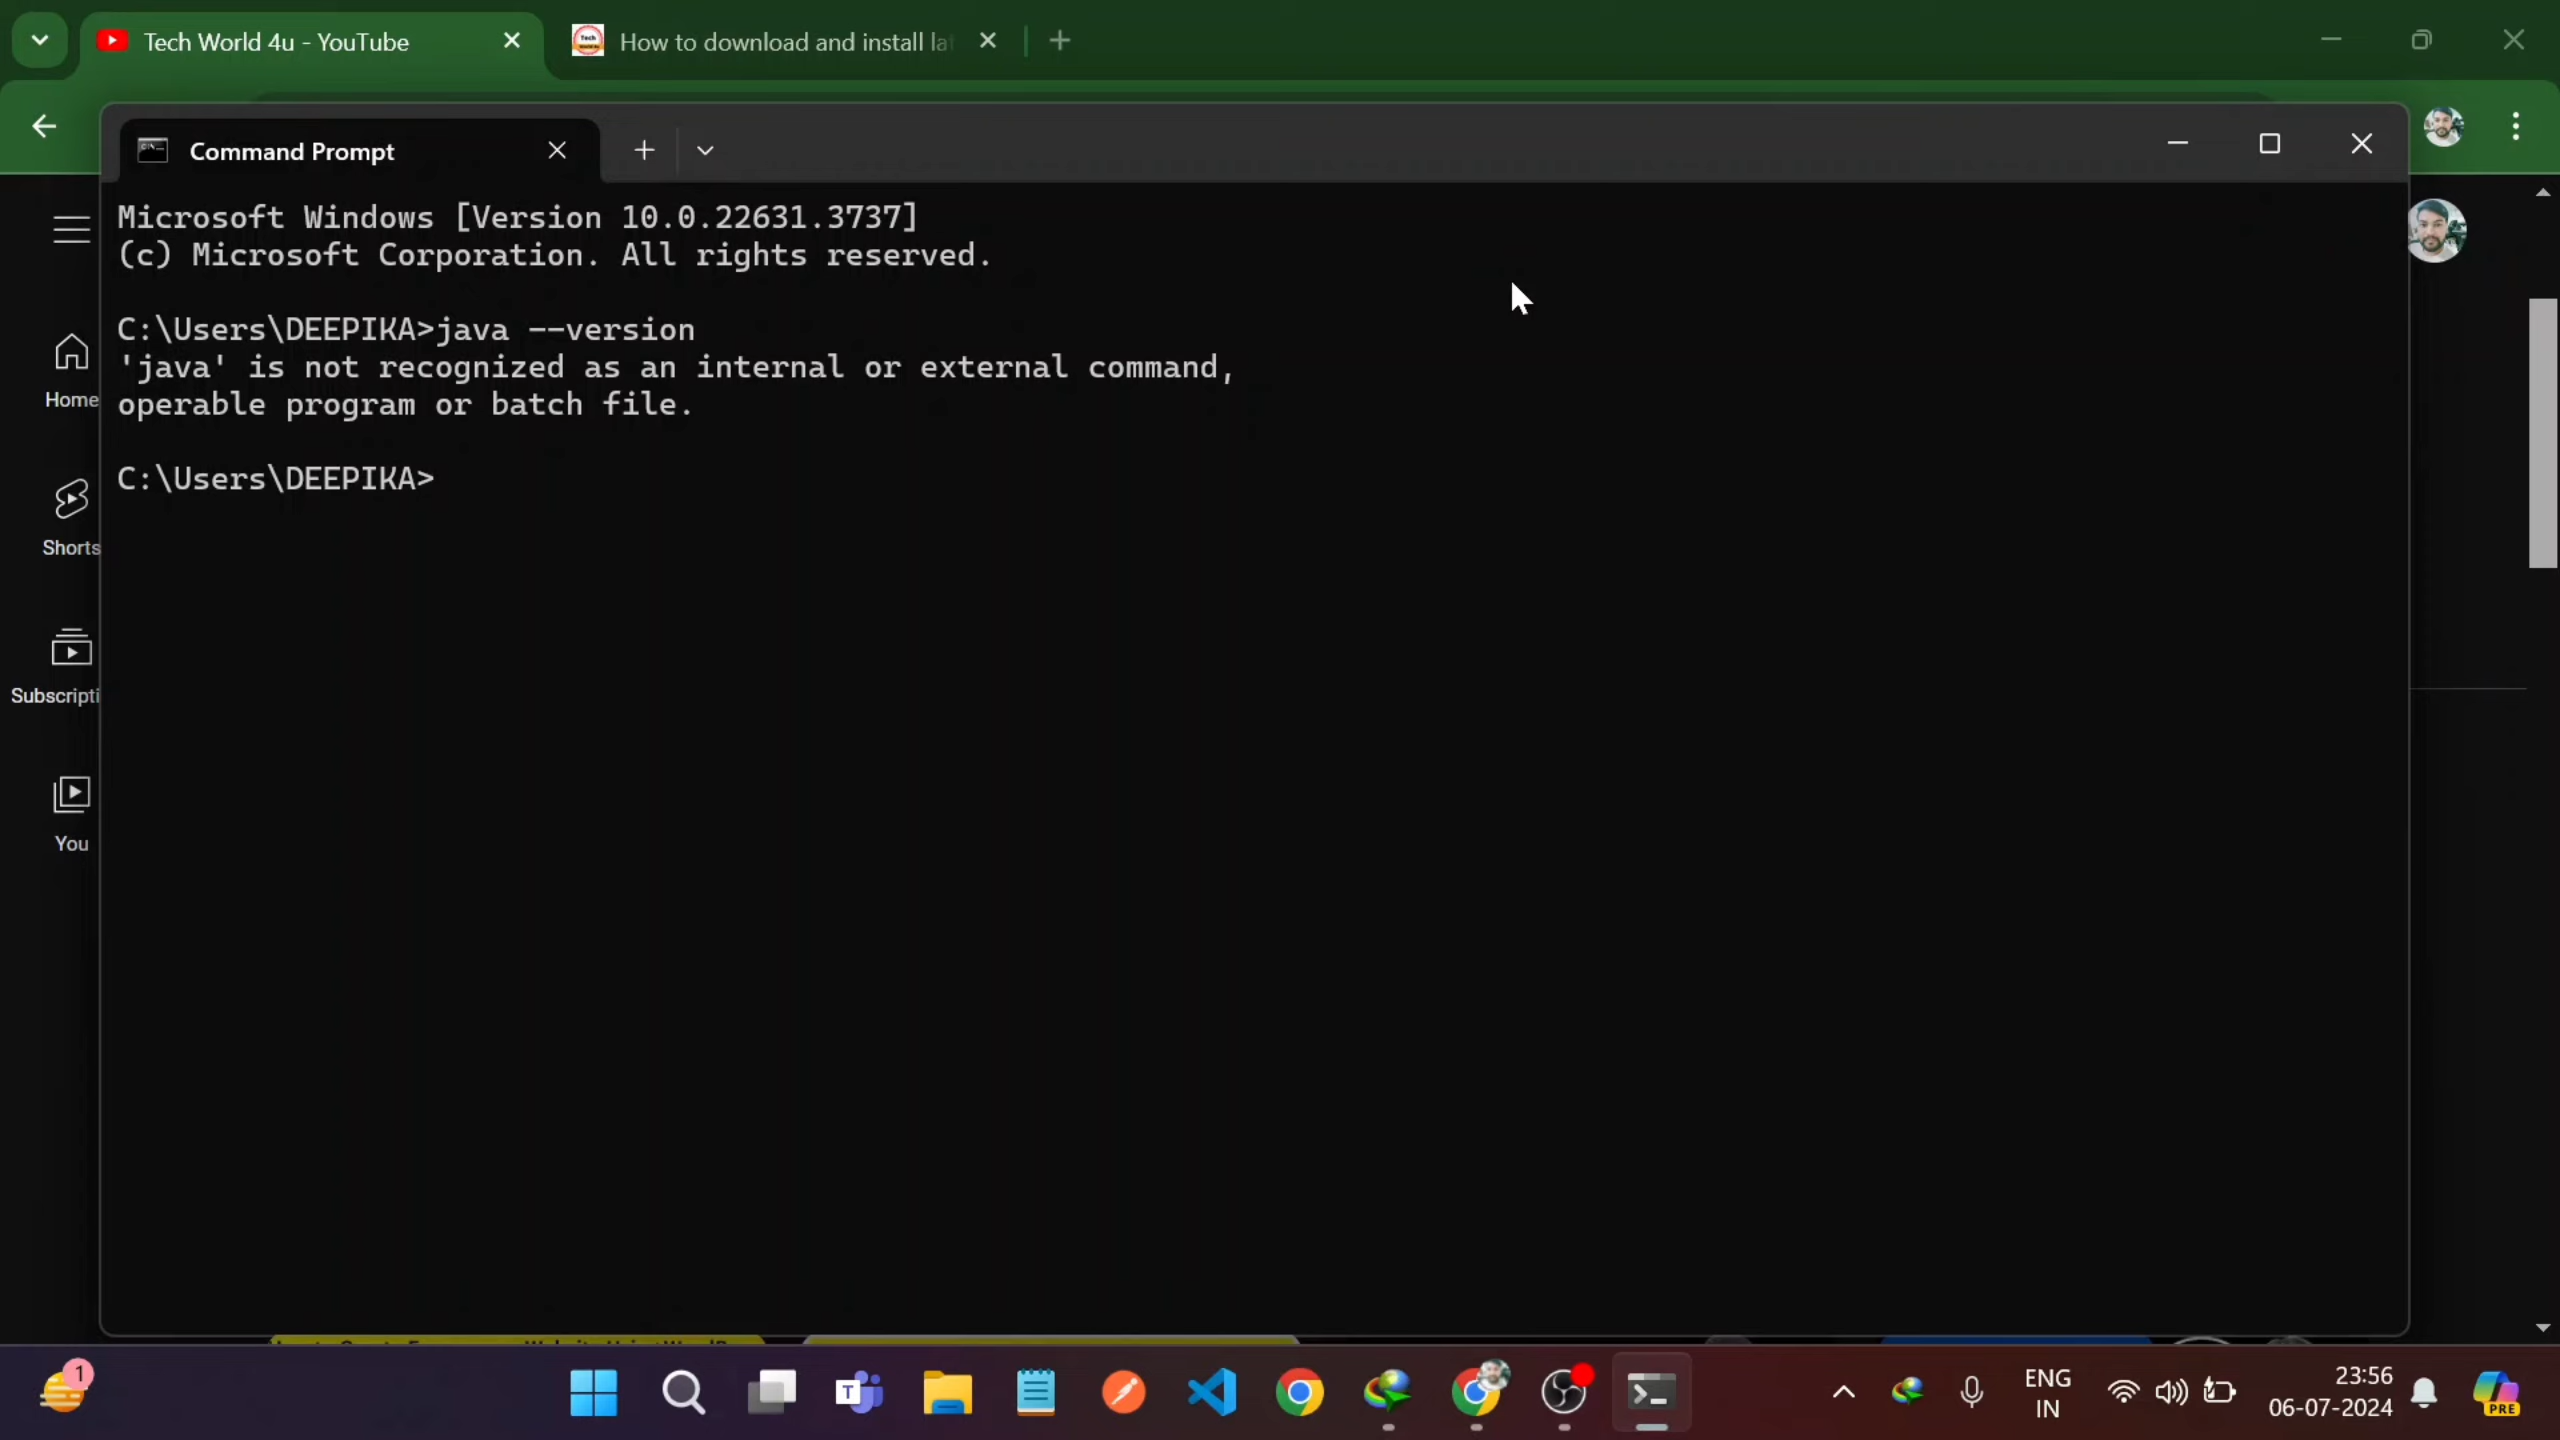 Tech World 4u - YouTube
How to download and install la
Command Prompt
Microsoft Windows [Version 10.0.22631.3737]
(c) Microsoft Corporation. All rights reserved.
C:\Users\DEEPIKA>java --version
'java' is not recognized as an internal or external command,
operable program or batch file.
C:\Users\DEEPIKA>
Home
Shorts
Subscripti
You
1
ENG
IN
23:56
06-07-2024
PRE